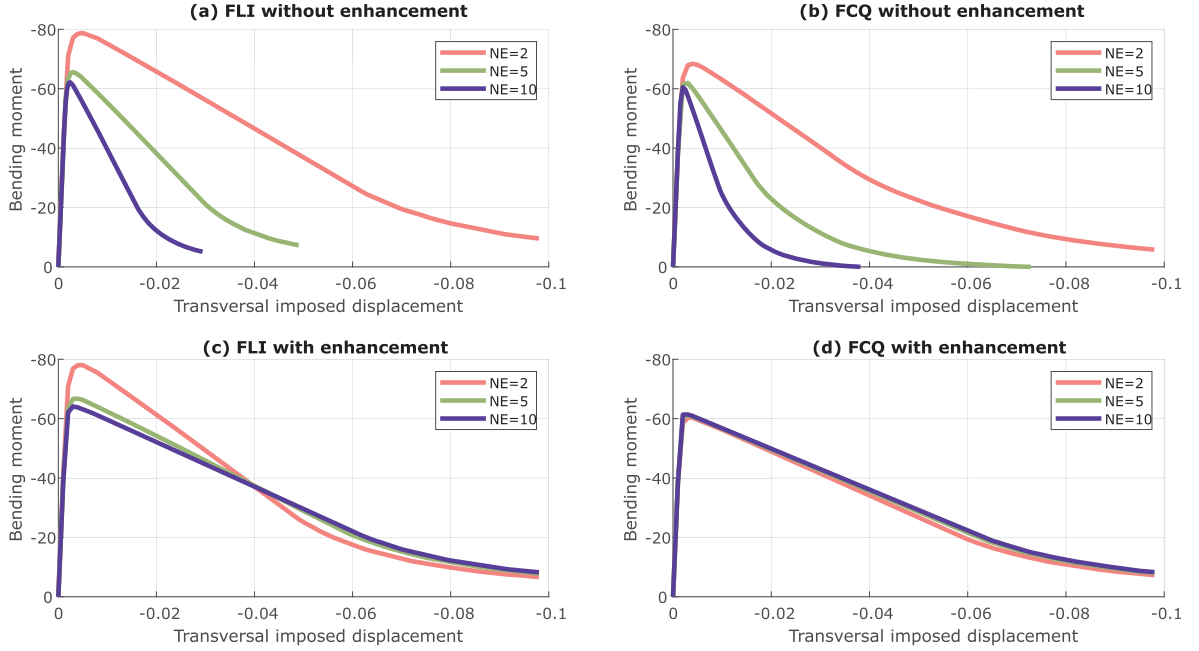 (a) FLI without enhancement
-80
-60
-40
-20
0
Bending moment
NE=2
NE=5
NE=10
0
-0.02
-0.04
-0.06
-0.08
-0.1
Transversal imposed displacement
(b) FCQ without enhancement
-80
-60
-40
-20
0
Bending moment
NE=2
NE=5
NE=10
0
-0.02
-0.04
-0.06
-0.08
-0.1
Transversal imposed displacement
(c) FLI with enhancement
-80
-60
-40
-20
0
Bending moment
NE=2
NE=5
NE=10
0
-0.02
-0.04
-0.06
-0.08
-0.1
Transversal imposed displacement
(d) FCQ with enhancement
-80
-60
-40
-20
0
Bending moment
NE=2
NE=5
NE=10
0
-0.02
-0.04
-0.06
-0.08
-0.1
Transversal imposed displacement